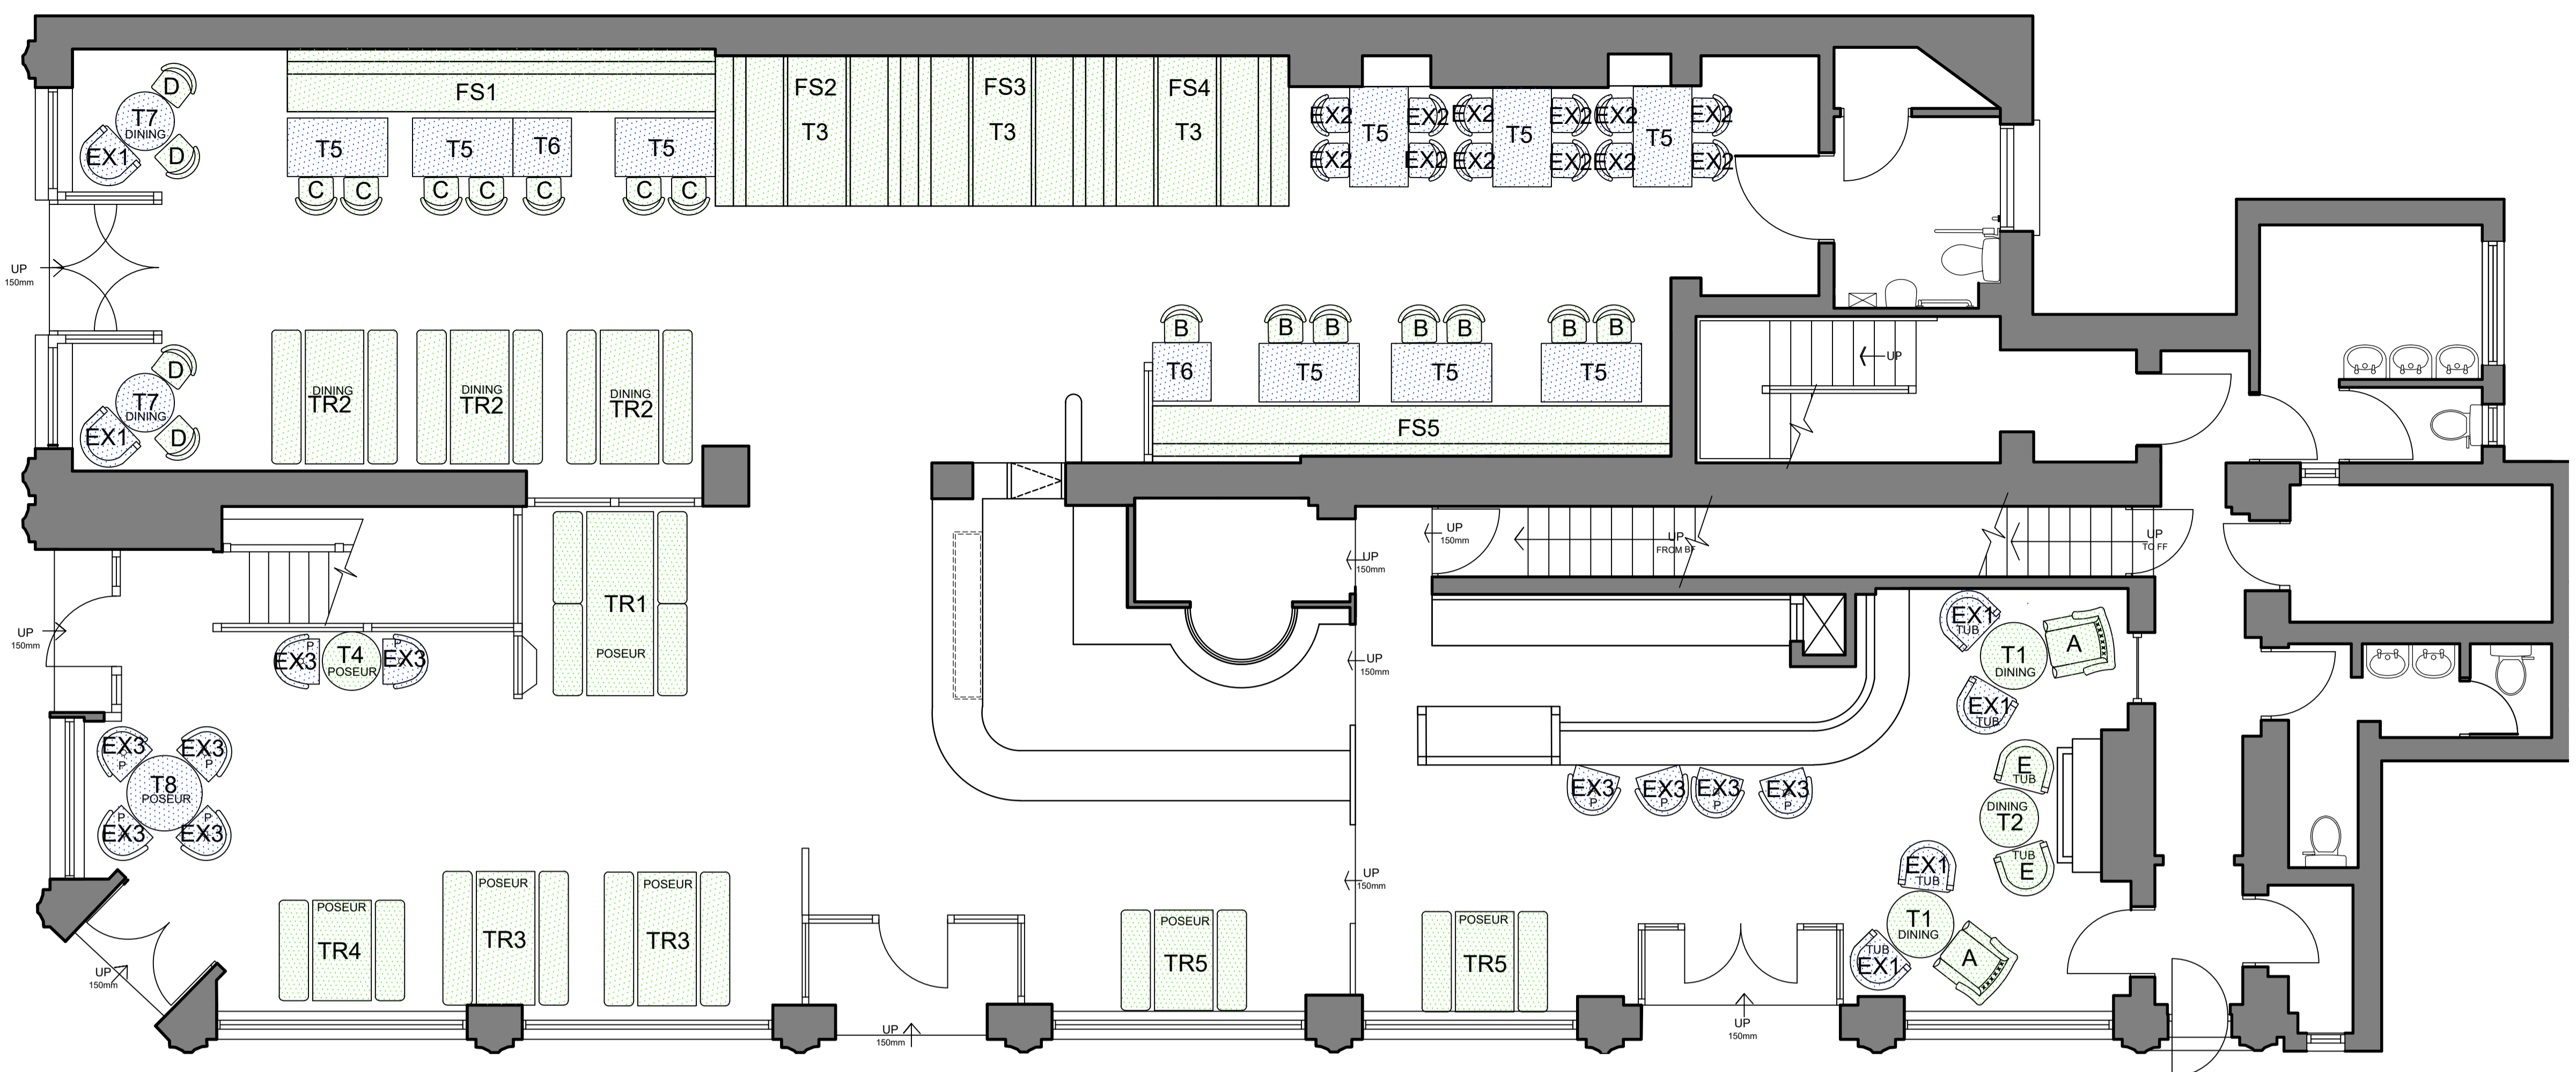 FS1
FS2
FS3
FS4
D
T7
DINING
D
EX1
T5
T5
T6
T5
T3
T3
T3
C
C
C
C
C
C
C
EX2
EX2
T5
EX2
EX2
EX2
EX2
T5
EX2
EX2
EX2
EX2
T5
EX2
EX2
UP
150mm
B
B
B
B
B
B
B
T6
T5
T5
T5
FS5
UP
D
T7
DINING
D
EX1
DINING
TR2
DINING
TR2
DINING
TR2
UP
150mm
UP
150mm
UP
FROM BF
UP
TO FF
TR1
POSEUR
UP
150mm
EX3
P
T4
POSEUR
P
EX3
UP
150mm
EX1
TUB
T1
DINING
A
EX1
TUB
EX3
P
EX3
P
T8
POSEUR
P
EX3
P
EX3
EX3
P
EX3
P
EX3
P
EX3
P
E
TUB
DINING
T2
TUB
E
UP
150mm
UP
150mm
POSEUR
TR4
POSEUR
TR3
POSEUR
TR3
POSEUR
TR5
POSEUR
TR5
EX1
TUB
T1
DINING
TUB
EX1
A
UP
150mm
UP
150mm